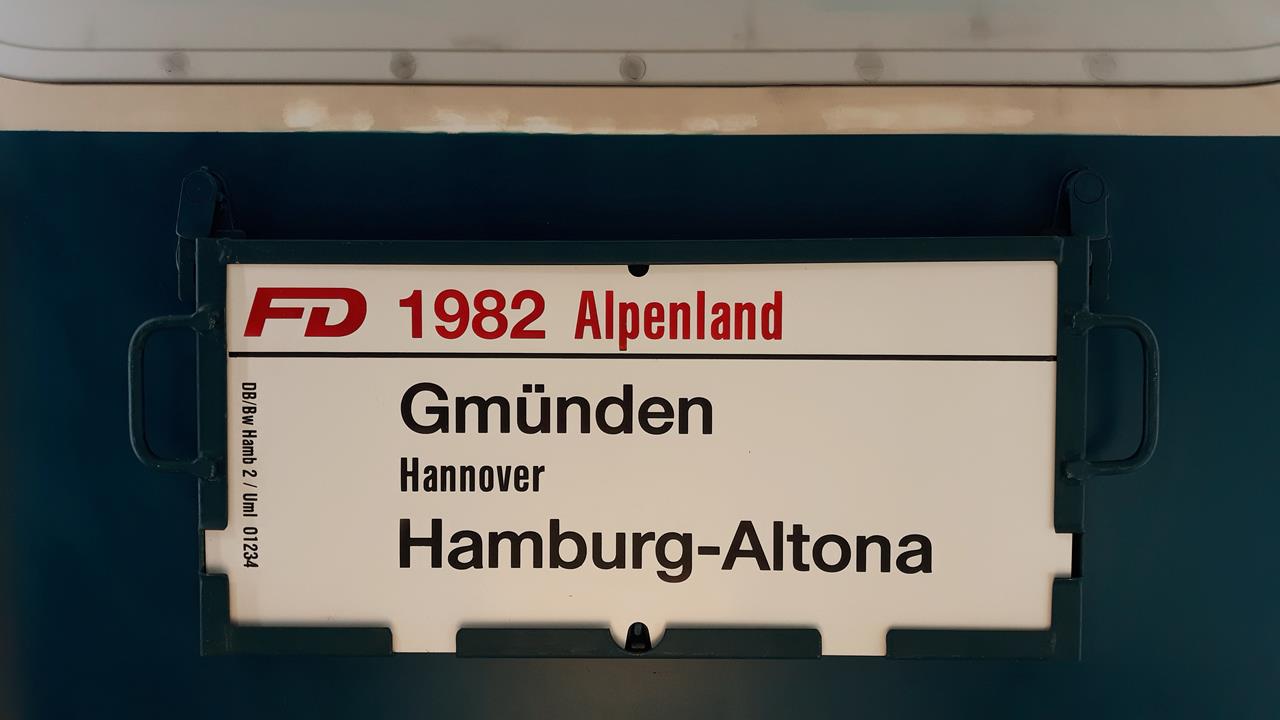 FD 1982 Alpenland
Gmünden
Hannover
Hamburg-Altona
DB/Bw Hamb 2 / Uml 01234